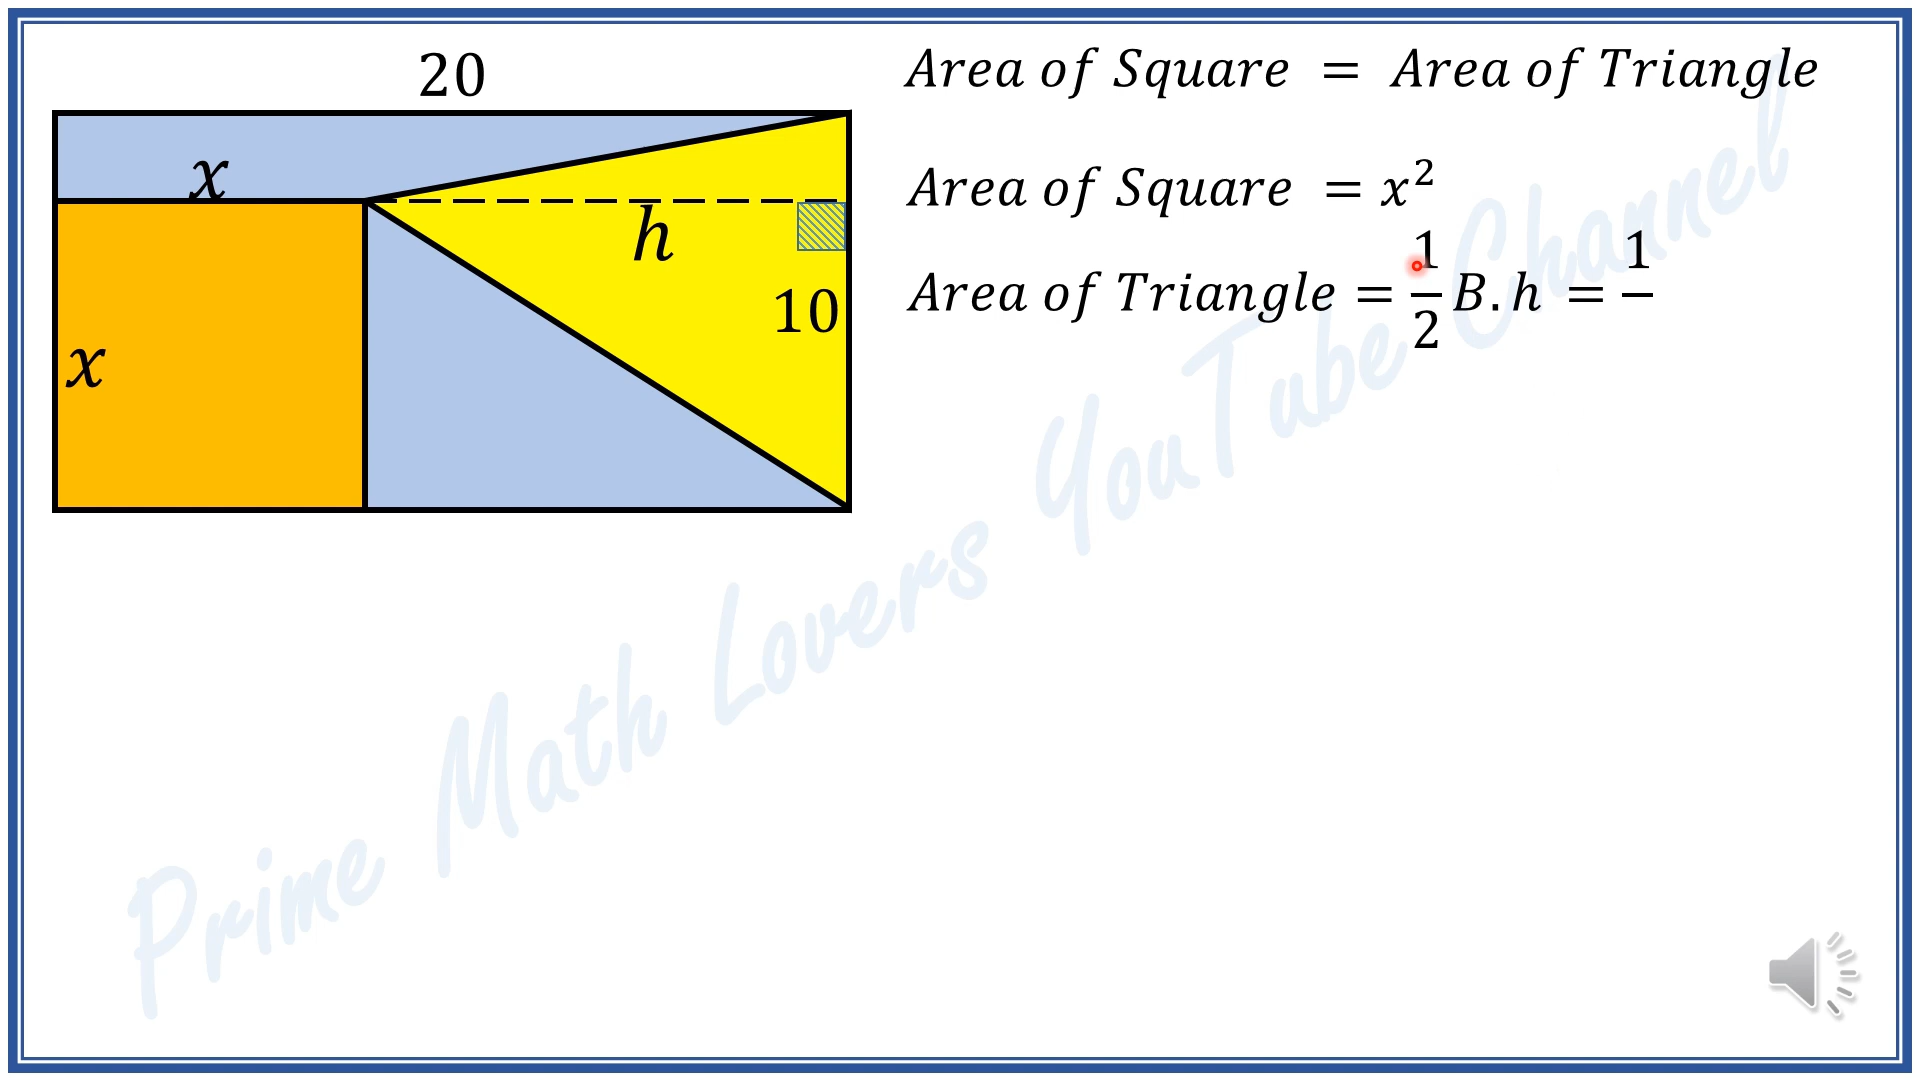 20
x
h
10
x
Area of Square = Area of Triangle
Area of Square = x²
Area of Triangle = 1/2 B.h = 1/
Prime Math Lovers YouTube Channel